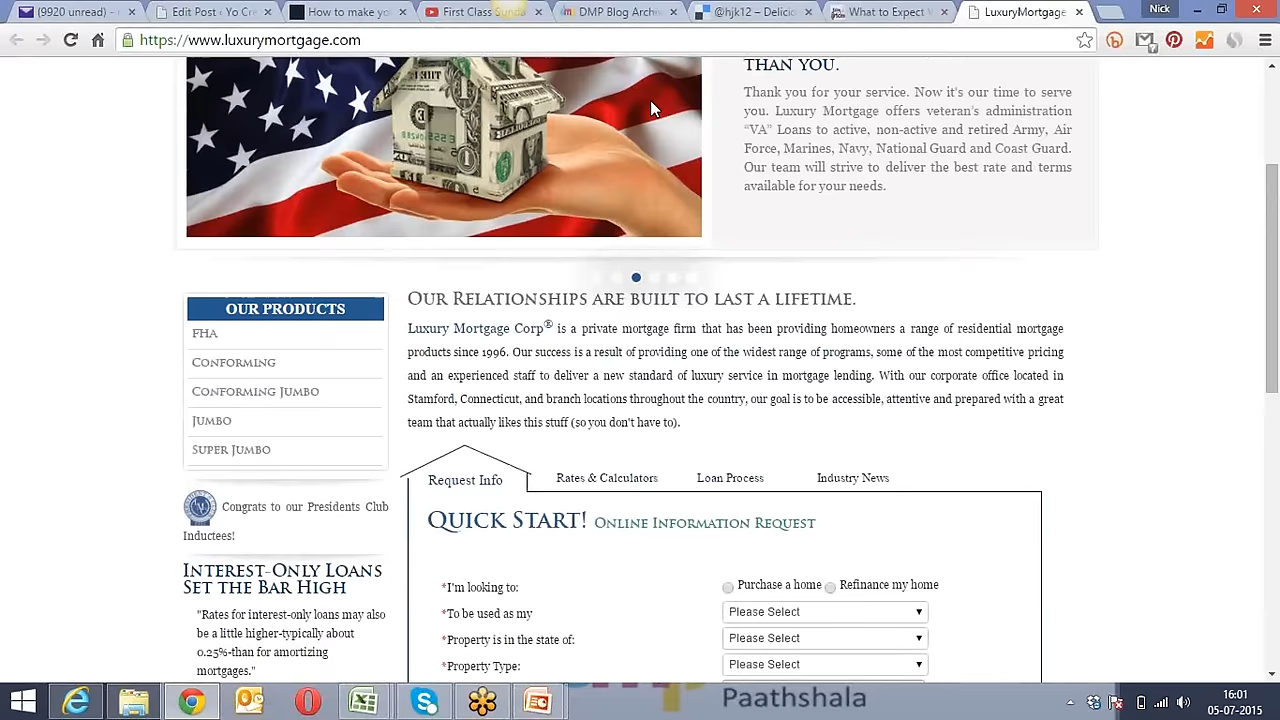 (9920 unread) -
Edit Post ‹ Yo Cre
How to make you
First Class Sunda
DMP Blog Archiv
@hjk12 – Delicio
What to Expect W
LuxuryMortgage
Nick
https://www.luxurymortgage.com
THAN YOU.
Thank you for your service. Now it's our time to serve
you. Luxury Mortgage offers veteran's administration
“VA” Loans to active, non-active and retired Army, Air
Force, Marines, Navy, National Guard and Coast Guard.
Our team will strive to deliver the best rate and terms
available for your needs.
OUR PRODUCTS
FHA
CONFORMING
CONFORMING JUMBO
JUMBO
SUPER JUMBO
Congrats to our Presidents Club
Inductees!
INTEREST-ONLY LOANS
SET THE BAR HIGH
"Rates for interest-only loans may also
be a little higher-typically about
0.25%-than for amortizing
mortgages."
OUR RELATIONSHIPS ARE BUILT TO LAST A LIFETIME.
Luxury Mortgage Corp® is a private mortgage firm that has been providing homeowners a range of residential mortgage
products since 1996. Our success is a result of providing one of the widest range of programs, some of the most competitive pricing
and an experienced staff to deliver a new standard of luxury service in mortgage lending. With our corporate office located in
Stamford, Connecticut, and branch locations throughout the country, our goal is to be accessible, attentive and prepared with a great
team that actually likes this stuff (so you don't have to).
Request Info
Rates & Calculators
Loan Process
Industry News
QUICK START! ONLINE INFORMATION REQUEST
*I'm looking to:
Purchase a home
Refinance my home
*To be used as my
Please Select
*Property is in the state of:
Please Select
*Property Type:
Please Select
Paathshala
16:01
05-07-2015